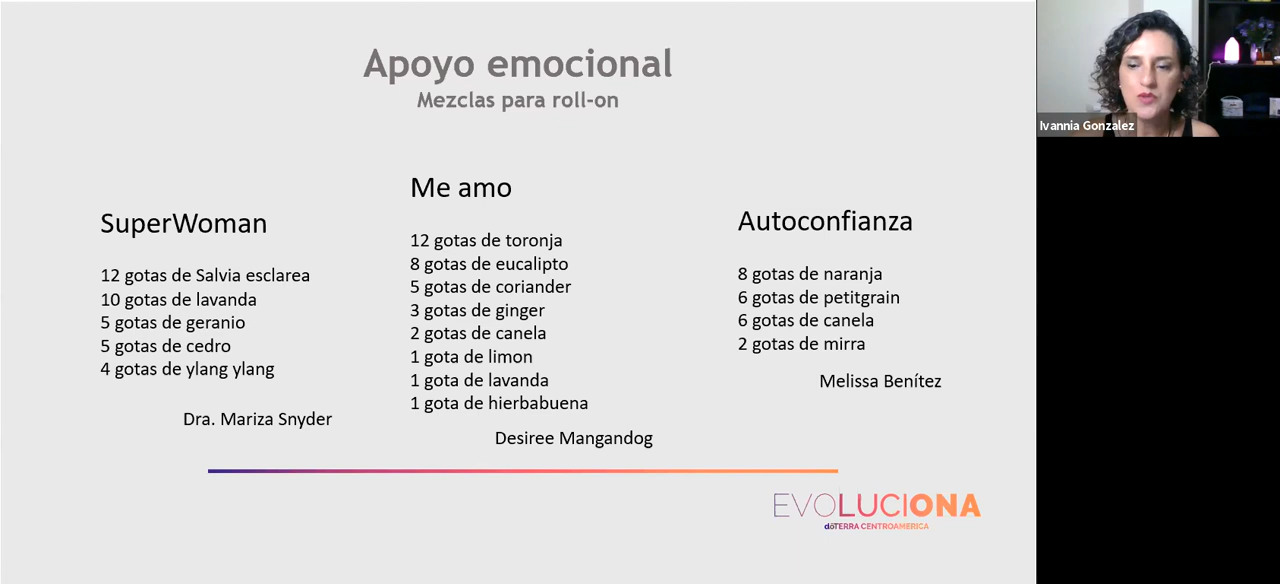 Apoyo emocional
Mezclas para roll-on
SuperWoman
12 gotas de Salvia esclarea
10 gotas de lavanda
5 gotas de geranio
5 gotas de cedro
4 gotas de ylang ylang
Dra. Mariza Snyder
Me amo
12 gotas de toronja
8 gotas de eucalipto
5 gotas de coriander
3 gotas de ginger
2 gotas de canela
1 gota de limon
1 gota de lavanda
1 gota de hierbabuena
Desiree Mangandog
Autoconfianza
8 gotas de naranja
6 gotas de petitgrain
6 gotas de canela
2 gotas de mirra
Melissa Benítez
EVOLUCIONA
dōTERRA CENTROAMERICA
Ivannia Gonzalez